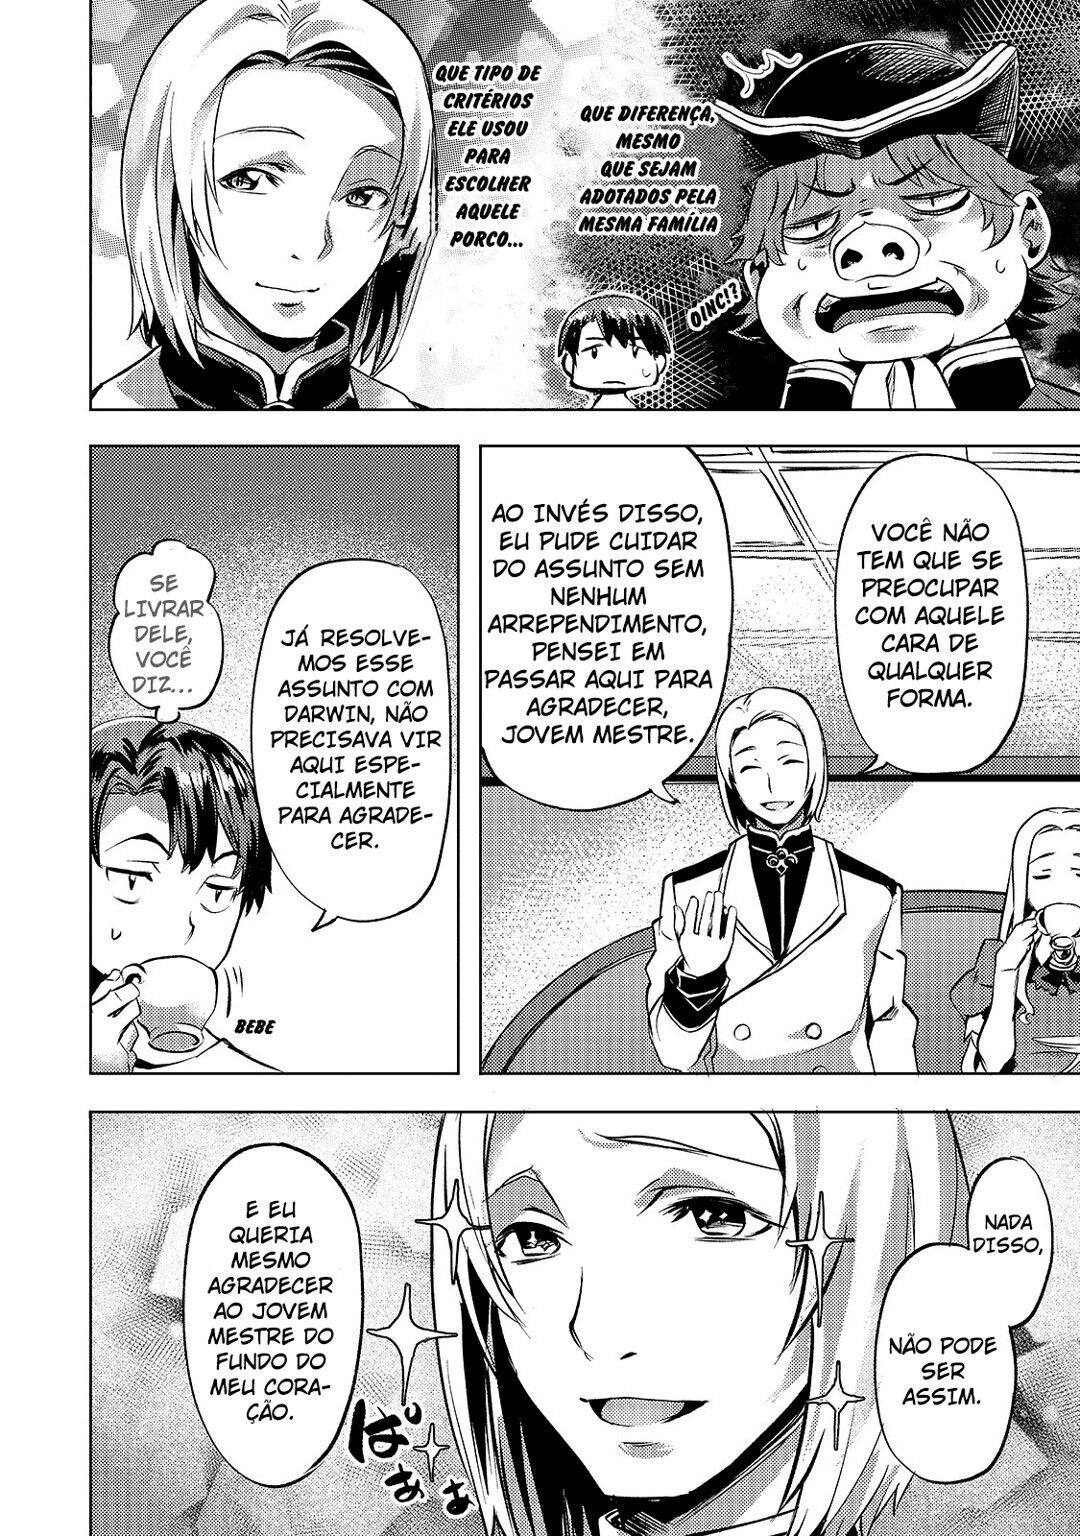 QUE DIFERENÇA,
MESMO
QUE SEJAM
ADOTADOS PELA
MESMA FAMÍLIA
OINC!?
QUE TIPO DE
CRITÉRIOS
ELE USOU
PARA
ESCOLHER
AQUELE
PORCO...
VOCÊ NÃO
TEM QUE SE
PREOCUPAR
COM AQUELE
CARA DE
QUALQUER
FORMA.
AO INVÉS DISSO,
EU PUDE CUIDAR
DO ASSUNTO SEM
NENHUM
ARREPENDIMENTO,
PENSEI EM
PASSAR AQUI PARA
AGRADECER,
JOVEM MESTRE.
JÁ RESOLVE-
MOS ESSE
ASSUNTO COM
DARWIN, NÃO
PRECISAVA VIR
AQUI ESPE-
CIALMENTE
PARA AGRADE-
CER.
SE
LIVRAR
DELE,
VOCÊ
DIZ...
BEBE
NADA
DISSO,
NÃO PODE
SER
ASSIM.
E EU
QUERIA
MESMO
AGRADECER
AO JOVEM
MESTRE DO
FUNDO DO
MEU CORA-
ÇÃO.
ぱぁぁ